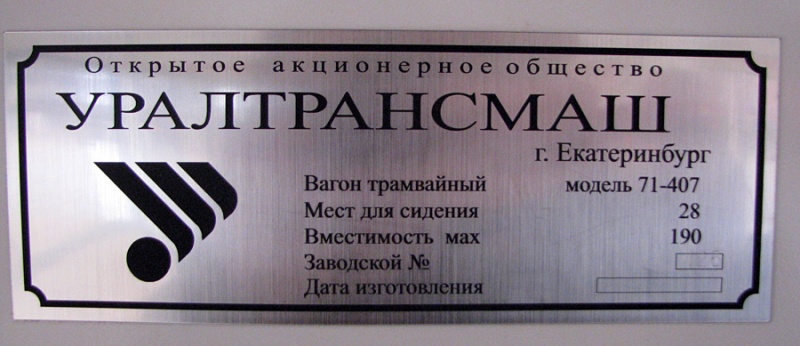 Открытое акционерное общество
УРАЛТРАНСМАШ
г. Екатеринбург
Вагон трамвайный модель 71-407
Мест для сидения 28
Вместимость мах 190
Заводской №
Дата изготовления